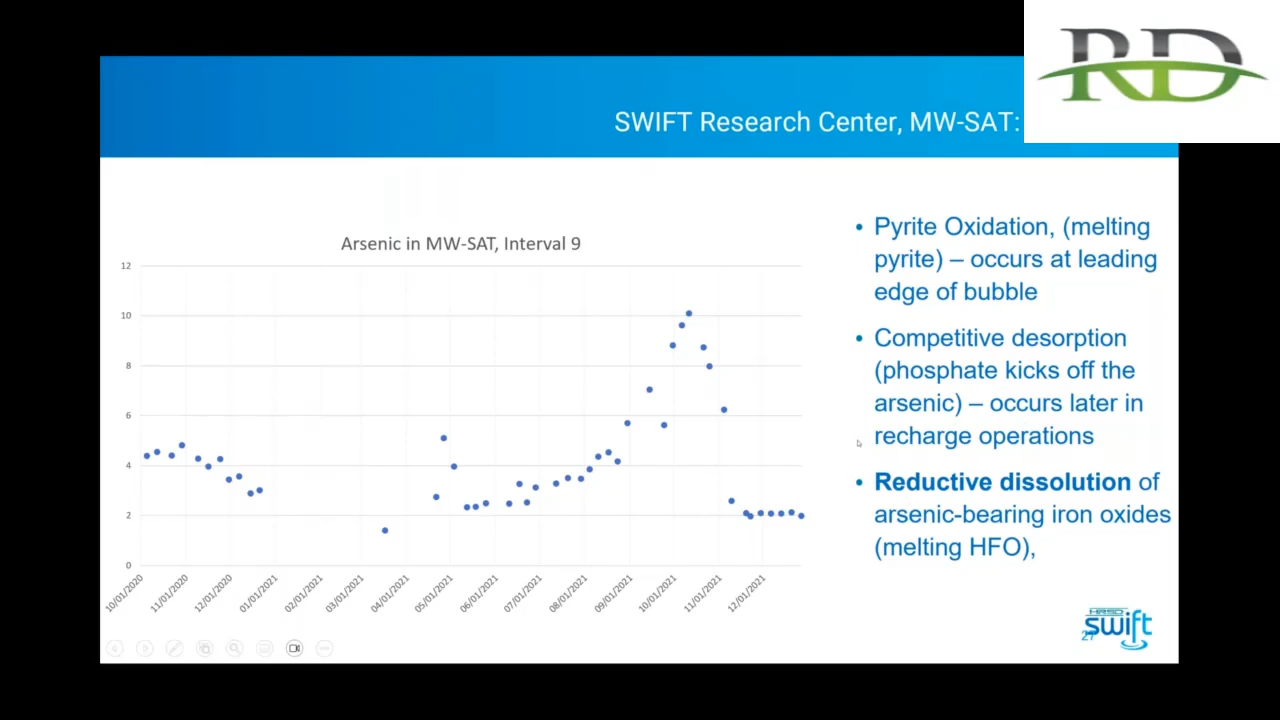 RD
SWIFT Research Center, MW-SAT:
Arsenic in MW-SAT, Interval 9
12
10
8
6
4
2
0
10/01/2020
11/01/2020
12/01/2020
01/01/2021
02/01/2021
03/01/2021
04/01/2021
05/01/2021
06/01/2021
07/01/2021
08/01/2021
09/01/2021
10/01/2021
11/01/2021
12/01/2021
• Pyrite Oxidation, (melting
pyrite) – occurs at leading
edge of bubble
• Competitive desorption
(phosphate kicks off the
arsenic) – occurs later in
recharge operations
• Reductive dissolution of
arsenic-bearing iron oxides
(melting HFO),
HRSD
swift
27